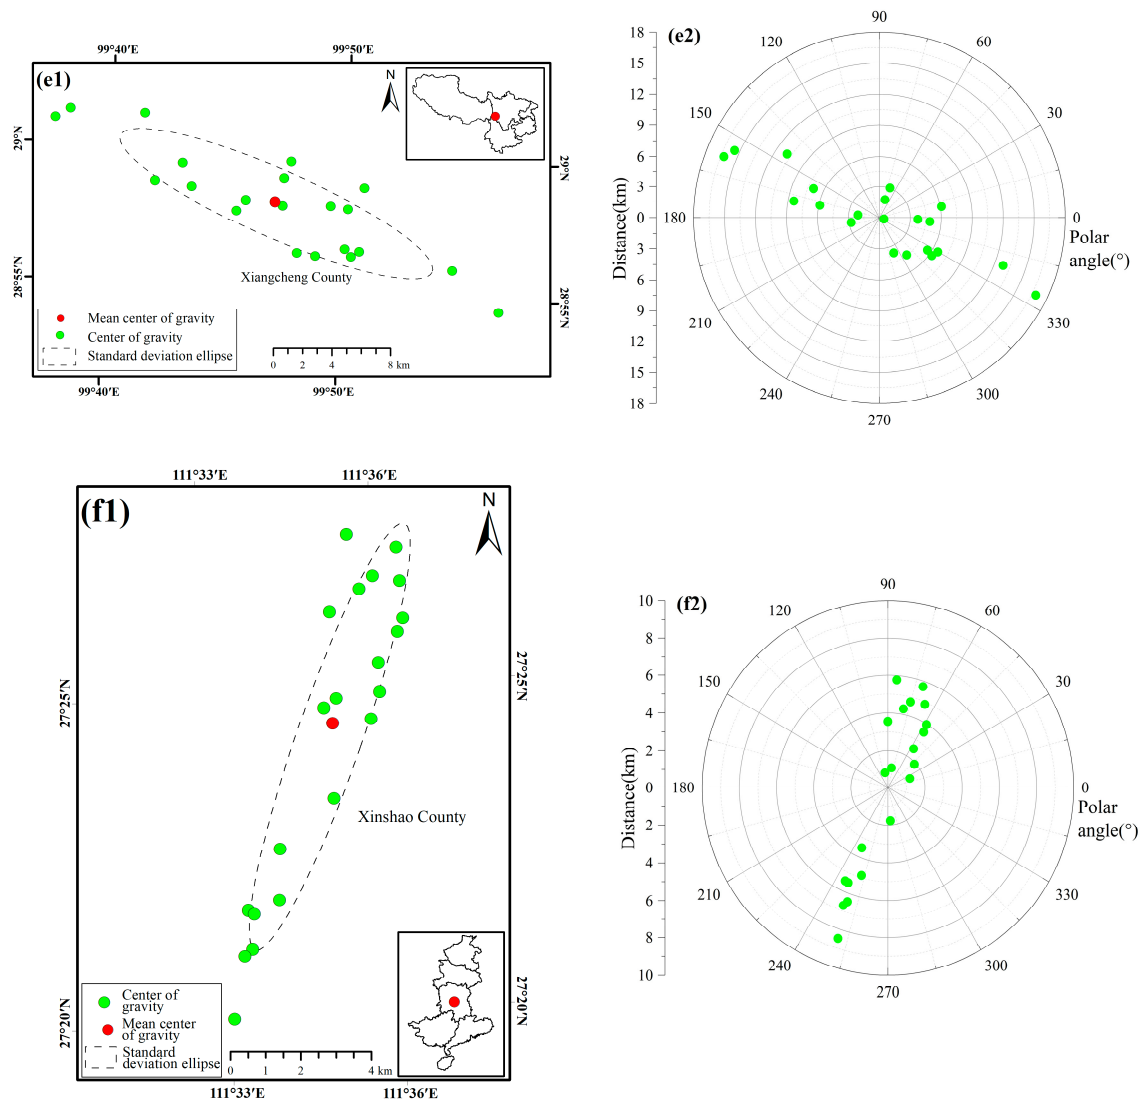 99°40′E
99°50′E
(e1)
N
29°N
29°N
28°55′N
28°55′N
Xiangcheng County
Mean center of gravity
Center of gravity
Standard deviation ellipse
0 2 4 8 km
99°40′E
99°50′E
(e2)
18
15
12
9
6
3
0
3
6
9
12
15
18
Distance(km)
90
60
30
0
330
300
270
240
210
180
150
120
Polar
angle(°)
111°33′E
111°36′E
(f1)
N
27°25′N
27°25′N
Xinshao County
27°20′N
27°20′N
Center of
gravity
Mean center
of gravity
Standard
deviation ellipse
0 1 2 4 km
111°33′E
111°36′E
(f2)
10
8
6
4
2
0
2
4
6
8
10
Distance(km)
90
60
30
0
330
300
270
240
210
180
150
120
Polar
angle(°)